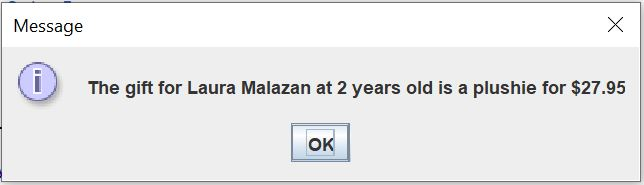 Message
The gift for Laura Malazan at 2 years old is a plushie for $27.95
OK